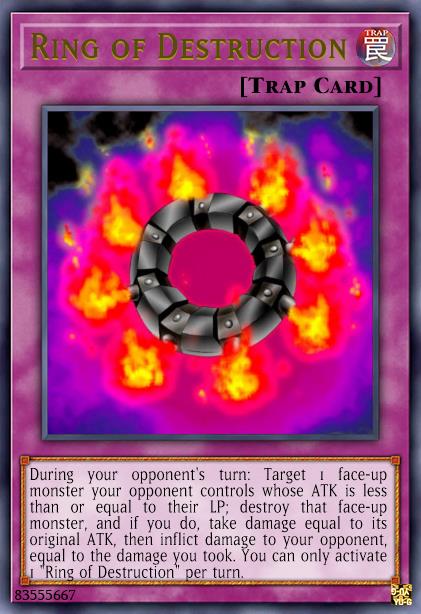 RING OF DESTRUCTION
TRAP
罠
[TRAP CARD]
During your opponent's turn: Target 1 face-up
monster your opponent controls whose ATK is less
than or equal to their LP; destroy that face-up
monster, and if you do, take damage equal to its
original ATK, then inflict damage to your opponent,
equal to the damage you took. You can only activate
1 "Ring of Destruction" per turn.
83555667